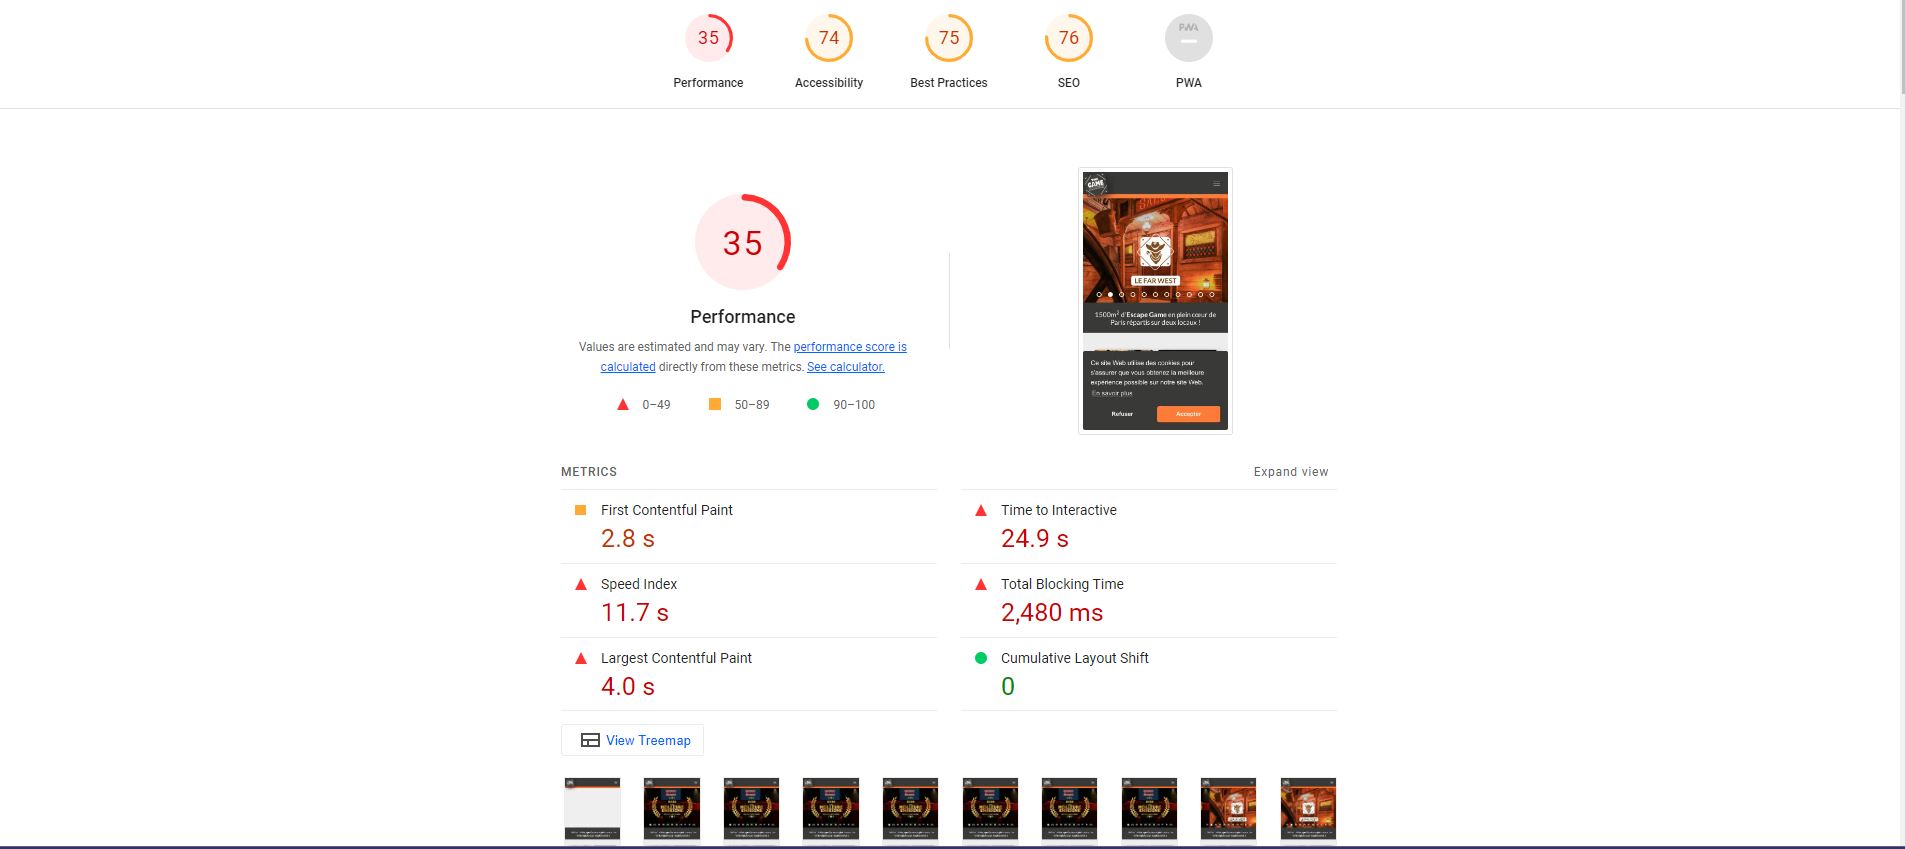 35
74
75
76
PWA
Performance
Accessibility
Best Practices
SEO
PWA
35
Performance
Values are estimated and may vary. The performance score is
calculated directly from these metrics. See calculator.
0–49
50–89
90–100
THE
GAME
LE FAR WEST
1500m² d'Escape Game en plein cœur de
Paris répartis sur deux locaux !
Ce site Web utilise des cookies pour
s'assurer que vous obtenez la meilleure
expérience possible sur notre site Web.
En savoir plus
Refuser
Accepter
METRICS
Expand view
First Contentful Paint
2.8 s
Time to Interactive
24.9 s
Speed Index
11.7 s
Total Blocking Time
2,480 ms
Largest Contentful Paint
4.0 s
Cumulative Layout Shift
0
View Treemap